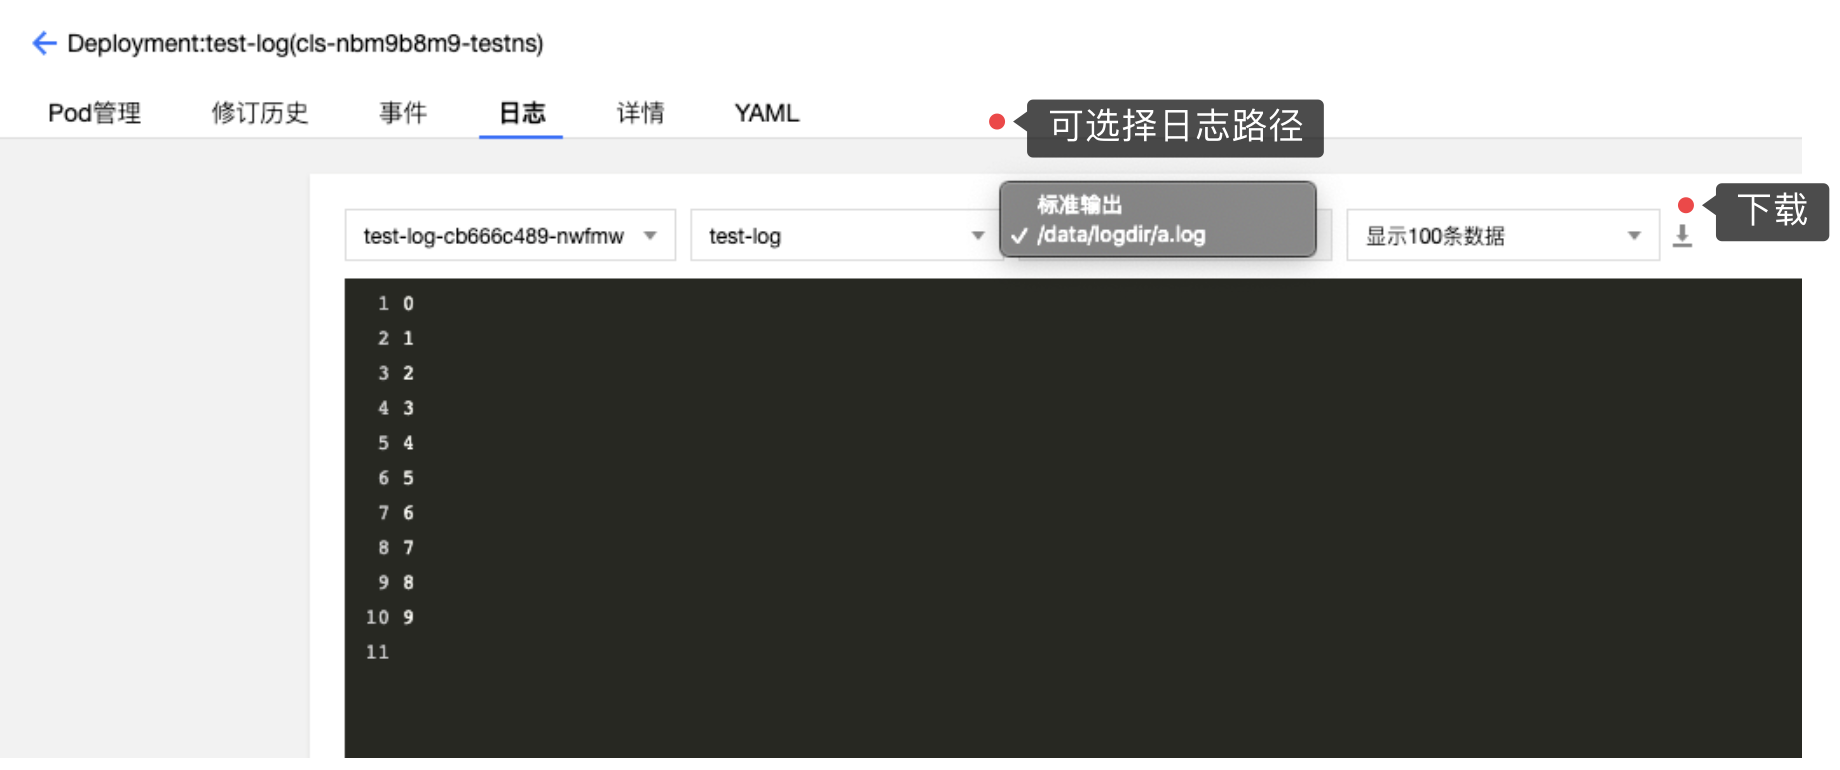 Deployment:test-log(cls-nbm9b8m9-testns)
Pod管理 修订历史 事件 日志 详情 YAML
可选择日志路径
下载
标准输出
test-log-cb666c489-nwfmw test-log /data/logdir/a.log 显示100条数据
1 0
2 1
3 2
4 3
5 4
6 5
7 6
8 7
9 8
10 9
11